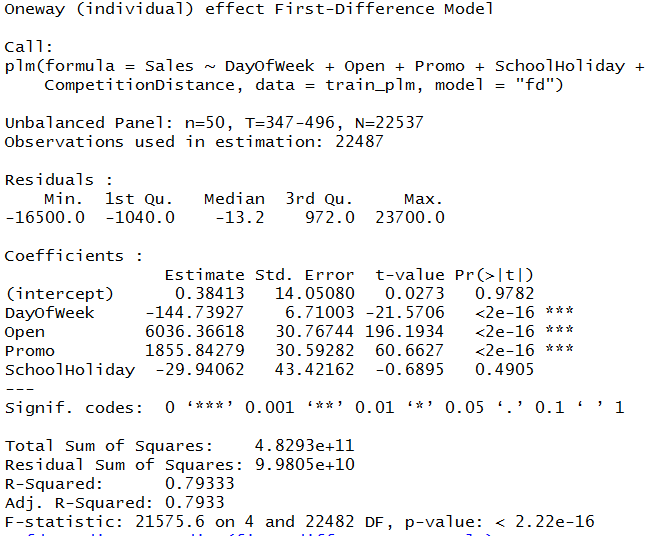 Oneway (individual) effect First-Difference Model
Call:
plm(formula = Sales ~ DayOfWeek + Open + Promo + SchoolHoliday +
    CompetitionDistance, data = train_plm, model = "fd")
Unbalanced Panel: n=50, T=347-496, N=22537
Observations used in estimation: 22487
Residuals :
    Min.  1st Qu.   Median  3rd Qu.     Max.
-16500.0  -1040.0    -13.2    972.0  23700.0
Coefficients :
                Estimate Std. Error  t-value Pr(>|t|)
(intercept)      0.38413   14.05080   0.0273   0.9782
DayOfWeek     -144.73927    6.71003 -21.5706   <2e-16 ***
Open          6036.36618   30.76744 196.1934   <2e-16 ***
Promo         1855.84279   30.59282  60.6627   <2e-16 ***
SchoolHoliday  -29.94062   43.42162  -0.6895   0.4905
---
Signif. codes:  0 ‘***’ 0.001 ‘**’ 0.01 ‘*’ 0.05 ‘.’ 0.1 ‘ ’ 1
Total Sum of Squares:    4.8293e+11
Residual Sum of Squares: 9.9805e+10
R-Squared:      0.79333
Adj. R-Squared: 0.7933
F-statistic: 21575.6 on 4 and 22482 DF, p-value: < 2.22e-16